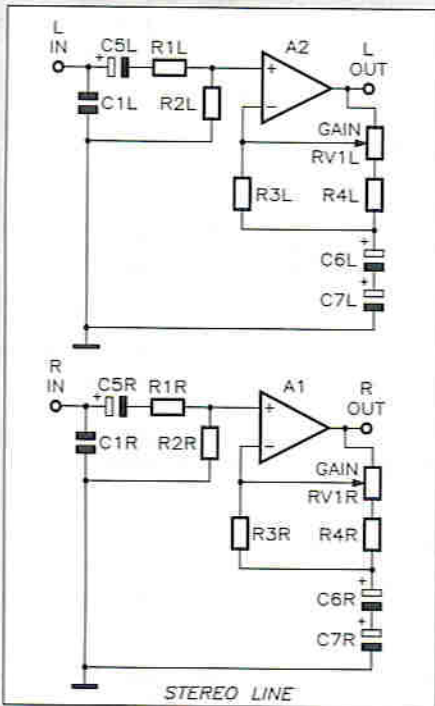 L
IN
C5L R1L A2 L
OUT
+ + −
C1L R2L GAIN
RV1L
R3L R4L
+
C6L
+
C7L
R
IN
C5R R1R A1 R
OUT
+ + −
C1R R2R GAIN
RV1R
R3R R4R
+
C6R
+
C7R
STEREO LINE